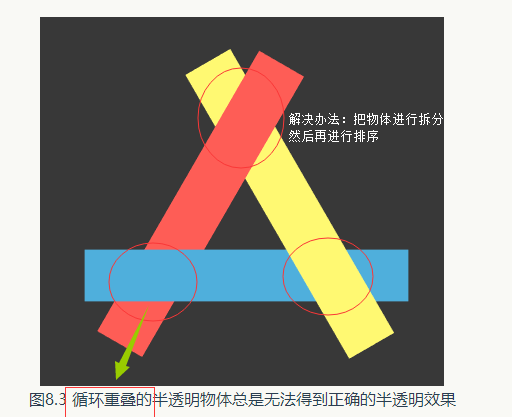 解决办法：把物体进行拆分
然后再进行排序
图8.3 循环重叠的半透明物体总是无法得到正确的半透明效果